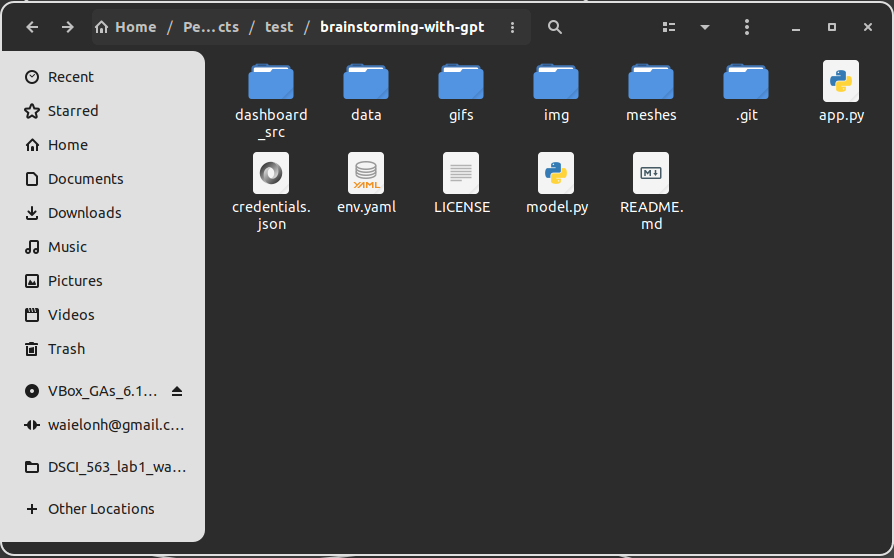 Home / Pe...cts / test / brainstorming-with-gpt
Recent
Starred
Home
Documents
Downloads
Music
Pictures
Videos
Trash
VBox_GAs_6.1...
waielonh@gmail.c...
DSCI_563_lab1_wa...
Other Locations
dashboard
_src
data
gifs
img
meshes
.git
app.py
credentials.
json
YAML
env.yaml
LICENSE
model.py
M
README.
md